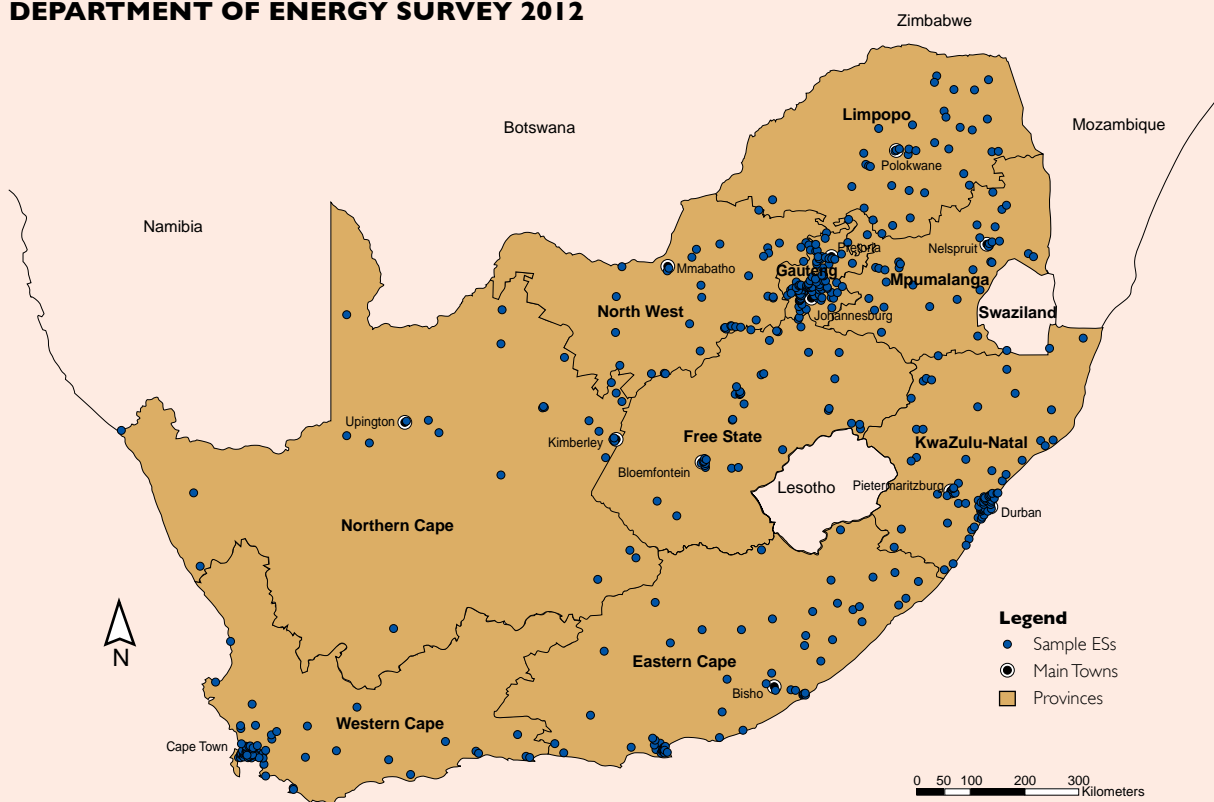 DEPARTMENT OF ENERGY SURVEY 2012
Zimbabwe
Botswana
Mozambique
Namibia
Limpopo
Polokwane
Pretoria
Nelspruit
Mmabatho
Gauteng
Mpumalanga
North West
Johannesburg
Swaziland
Upington
Kimberley
Free State
KwaZulu-Natal
Bloemfontein
Lesotho
Pietermaritzburg
Durban
Northern Cape
N
Eastern Cape
Bisho
Western Cape
Cape Town
Legend
Sample ESs
Main Towns
Provinces
0 50 100 200 300
Kilometers